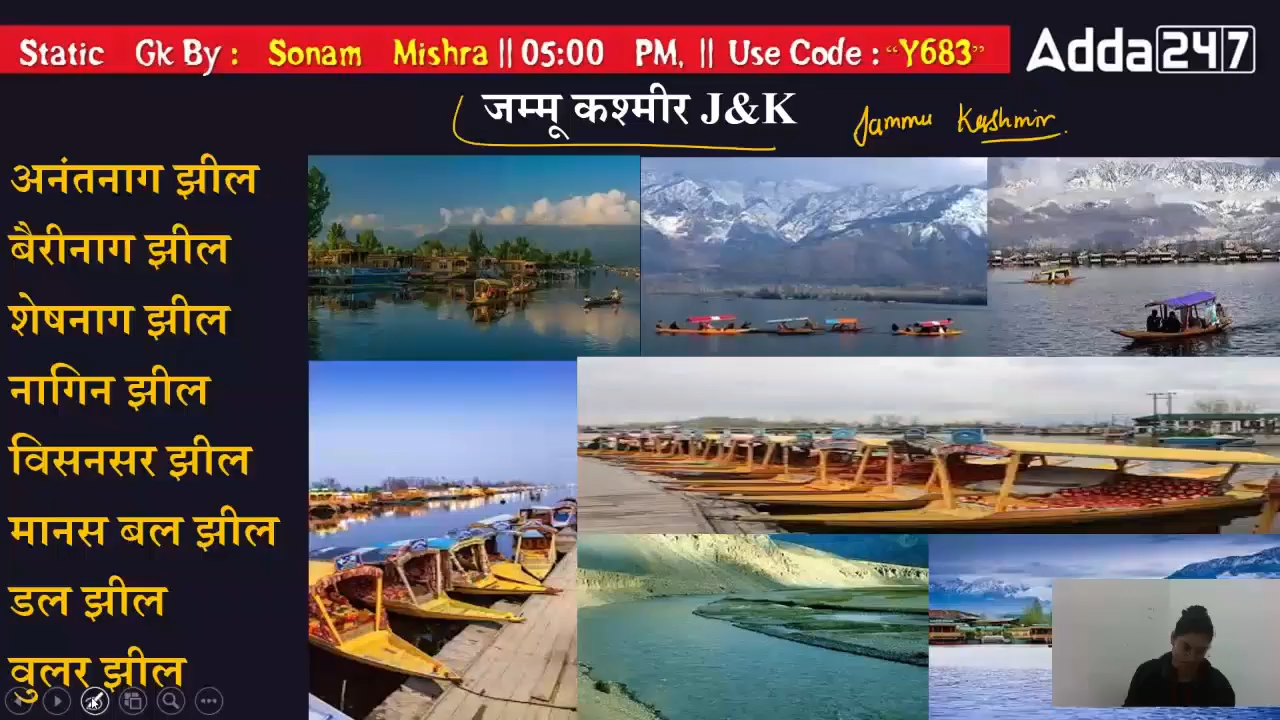 Static Gk By : Sonam Mishra || 05:00 PM, || Use Code : “Y683”
Adda247
जम्मू कश्मीर J&K
Jammu Kashmir.
अनंतनाग झील
बैरीनाग झील
शेषनाग झील
नागिन झील
विसनसर झील
मानस बल झील
डल झील
वुलर झील